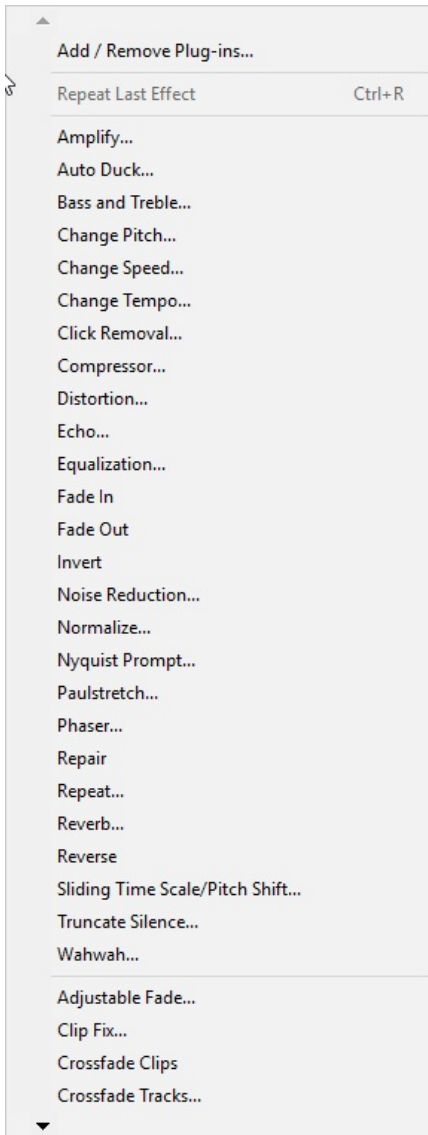 Add / Remove Plug-ins...
Repeat Last Effect Ctrl+R
Amplify...
Auto Duck...
Bass and Treble...
Change Pitch...
Change Speed...
Change Tempo...
Click Removal...
Compressor...
Distortion...
Echo...
Equalization...
Fade In
Fade Out
Invert
Noise Reduction...
Normalize...
Nyquist Prompt...
Paulstretch...
Phaser...
Repair
Repeat...
Reverb...
Reverse
Sliding Time Scale/Pitch Shift...
Truncate Silence...
Wahwah...
Adjustable Fade...
Clip Fix...
Crossfade Clips
Crossfade Tracks...